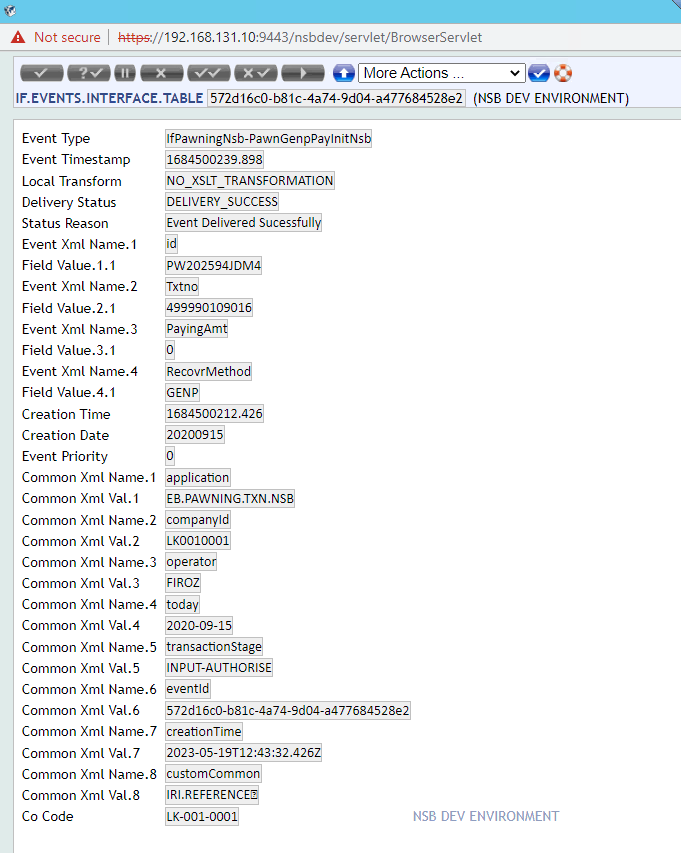 Not secure https://192.168.131.10:9443/nsbdev/servlet/BrowserServlet
More Actions ...
IF.EVENTS.INTERFACE.TABLE 572d16c0-b81c-4a74-9d04-a477684528e2 (NSB DEV ENVIRONMENT)
Event Type IfPawningNsb-PawnGenpPayInitNsb
Event Timestamp 1684500239.898
Local Transform NO_XSLT_TRANSFORMATION
Delivery Status DELIVERY_SUCCESS
Status Reason Event Delivered Sucessfully
Event Xml Name.1 id
Field Value.1.1 PW202594JDM4
Event Xml Name.2 Txtno
Field Value.2.1 499990109016
Event Xml Name.3 PayingAmt
Field Value.3.1 0
Event Xml Name.4 RecovrMethod
Field Value.4.1 GENP
Creation Time 1684500212.426
Creation Date 20200915
Event Priority 0
Common Xml Name.1 application
Common Xml Val.1 EB.PAWNING.TXN.NSB
Common Xml Name.2 companyId
Common Xml Val.2 LK0010001
Common Xml Name.3 operator
Common Xml Val.3 FIROZ
Common Xml Name.4 today
Common Xml Val.4 2020-09-15
Common Xml Name.5 transactionStage
Common Xml Val.5 INPUT-AUTHORISE
Common Xml Name.6 eventId
Common Xml Val.6 572d16c0-b81c-4a74-9d04-a477684528e2
Common Xml Name.7 creationTime
Common Xml Val.7 2023-05-19T12:43:32.426Z
Common Xml Name.8 customCommon
Common Xml Val.8 IRI.REFERENCE
Co Code LK-001-0001 NSB DEV ENVIRONMENT